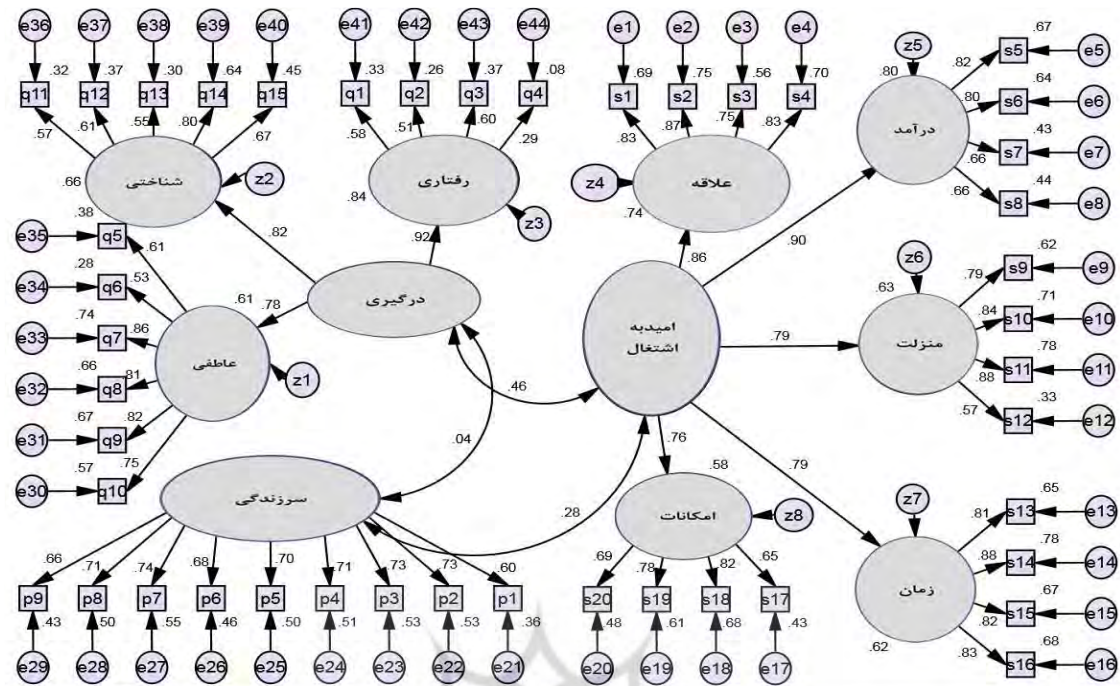 e36 e37 e38 e39 e40 e41 e42 e43 e44 e1 e2 e3 e4
.32 .37 .30 .64 .45 .33 .26 .37 .08 .69 .75 .56 .70
q11 q12 q13 q14 q15 q1 q2 q3 q4 s1 s2 s3 s4
.57 .61 .55 .80 .67 .58 .51 .60 .29 .83 .87 .75 .83
.66 شناختی z2
.84 رفتاری z3
z4 علاقه .74
z5 .80 درآمد
.82 .67 s5 e5
.80 .64 s6 e6
.66 .43 s7 e7
.66 .44 s8 e8
.82 .92 .86 .90
e35 .38 q5 .61
e34 .28 q6 .53
e33 .74 q7 .86
e32 .66 q8 .81
e31 .67 q9 .82
e30 .57 q10 .75
.61 .78 درگیری
عاطفی z1
امیدبه
اشتغال
.79
z6 .63 منزلت
.79 .62 s9 e9
.84 .71 s10 e10
.88 .78 s11 e11
.57 .33 s12 e12
.46
.04
.28
.76
.79
سرزندگی
.58 امکانات z8
z7 زمان .62
.81 .65 s13 e13
.88 .78 s14 e14
.82 .67 s15 e15
.83 .68 s16 e16
.66 .71 .74 .68 .70 .71 .73 .73 .60 .69 .78 .82 .65
p9 p8 p7 p6 p5 p4 p3 p2 p1 s20 s19 s18 s17
.43 .50 .55 .46 .50 .51 .53 .53 .36 .48 .61 .68 .43
e29 e28 e27 e26 e25 e24 e23 e22 e21 e20 e19 e18 e17